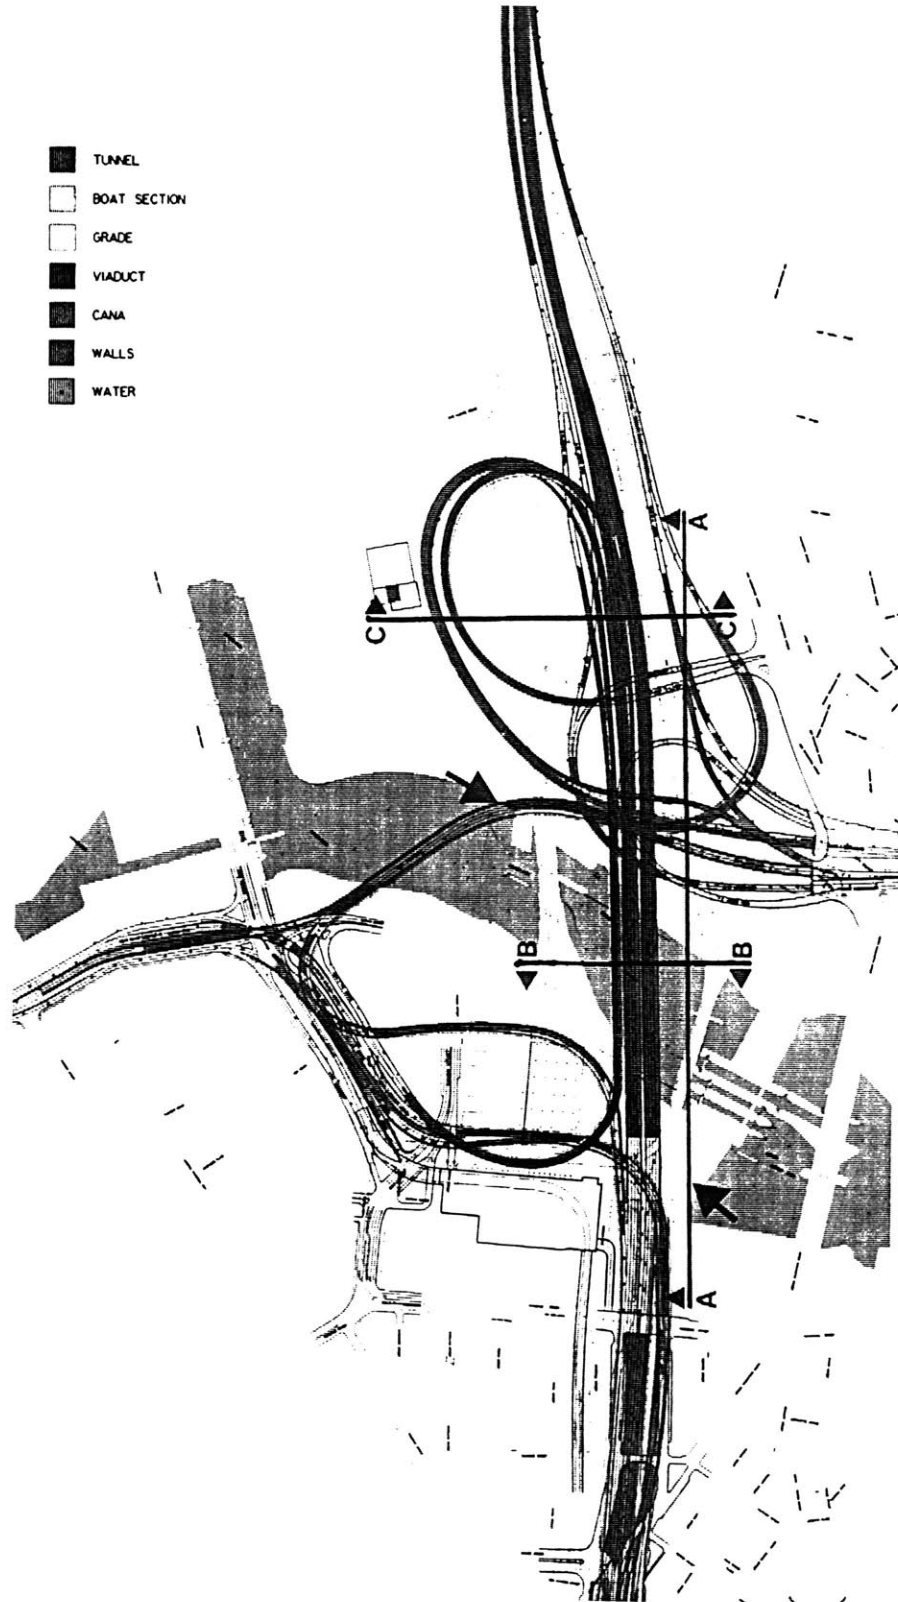 TUNNEL
BOAT SECTION
GRADE
VIADUCT
CANA
WALLS
WATER
A
C
C
B
B
A